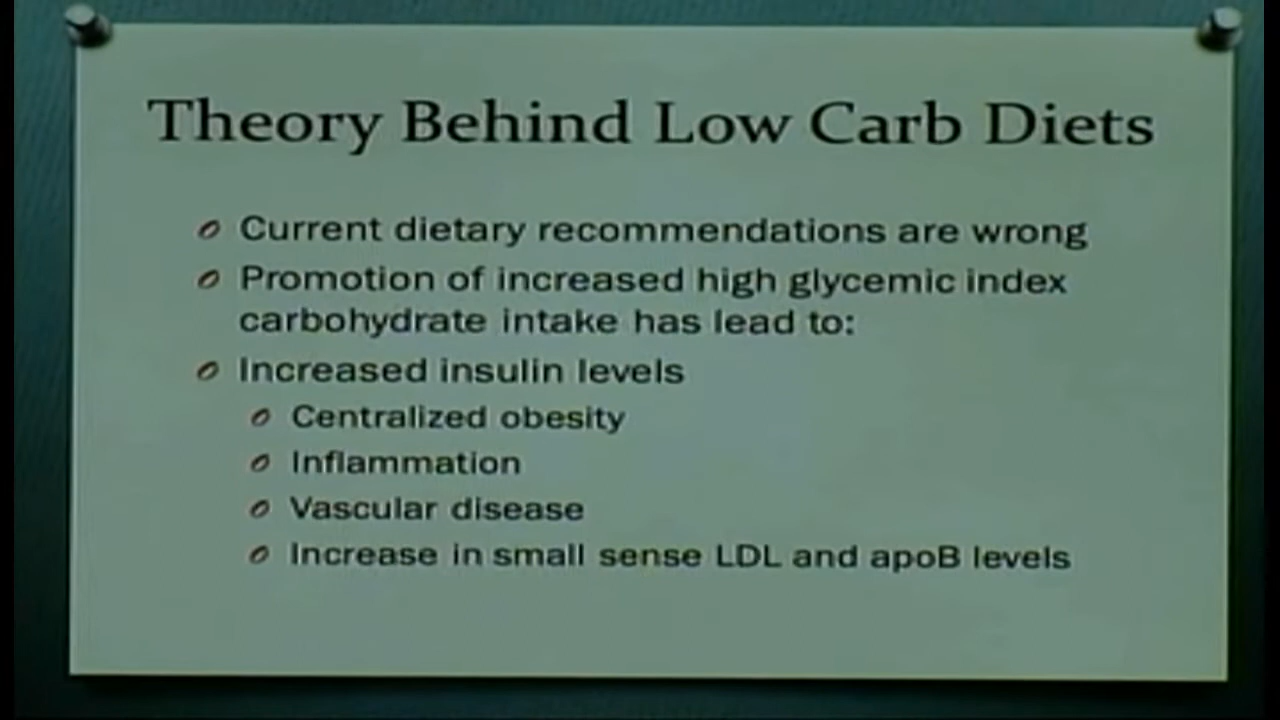 Theory Behind Low Carb Diets
Current dietary recommendations are wrong
Promotion of increased high glycemic index
carbohydrate intake has lead to:
Increased insulin levels
Centralized obesity
Inflammation
Vascular disease
Increase in small sense LDL and apoB levels